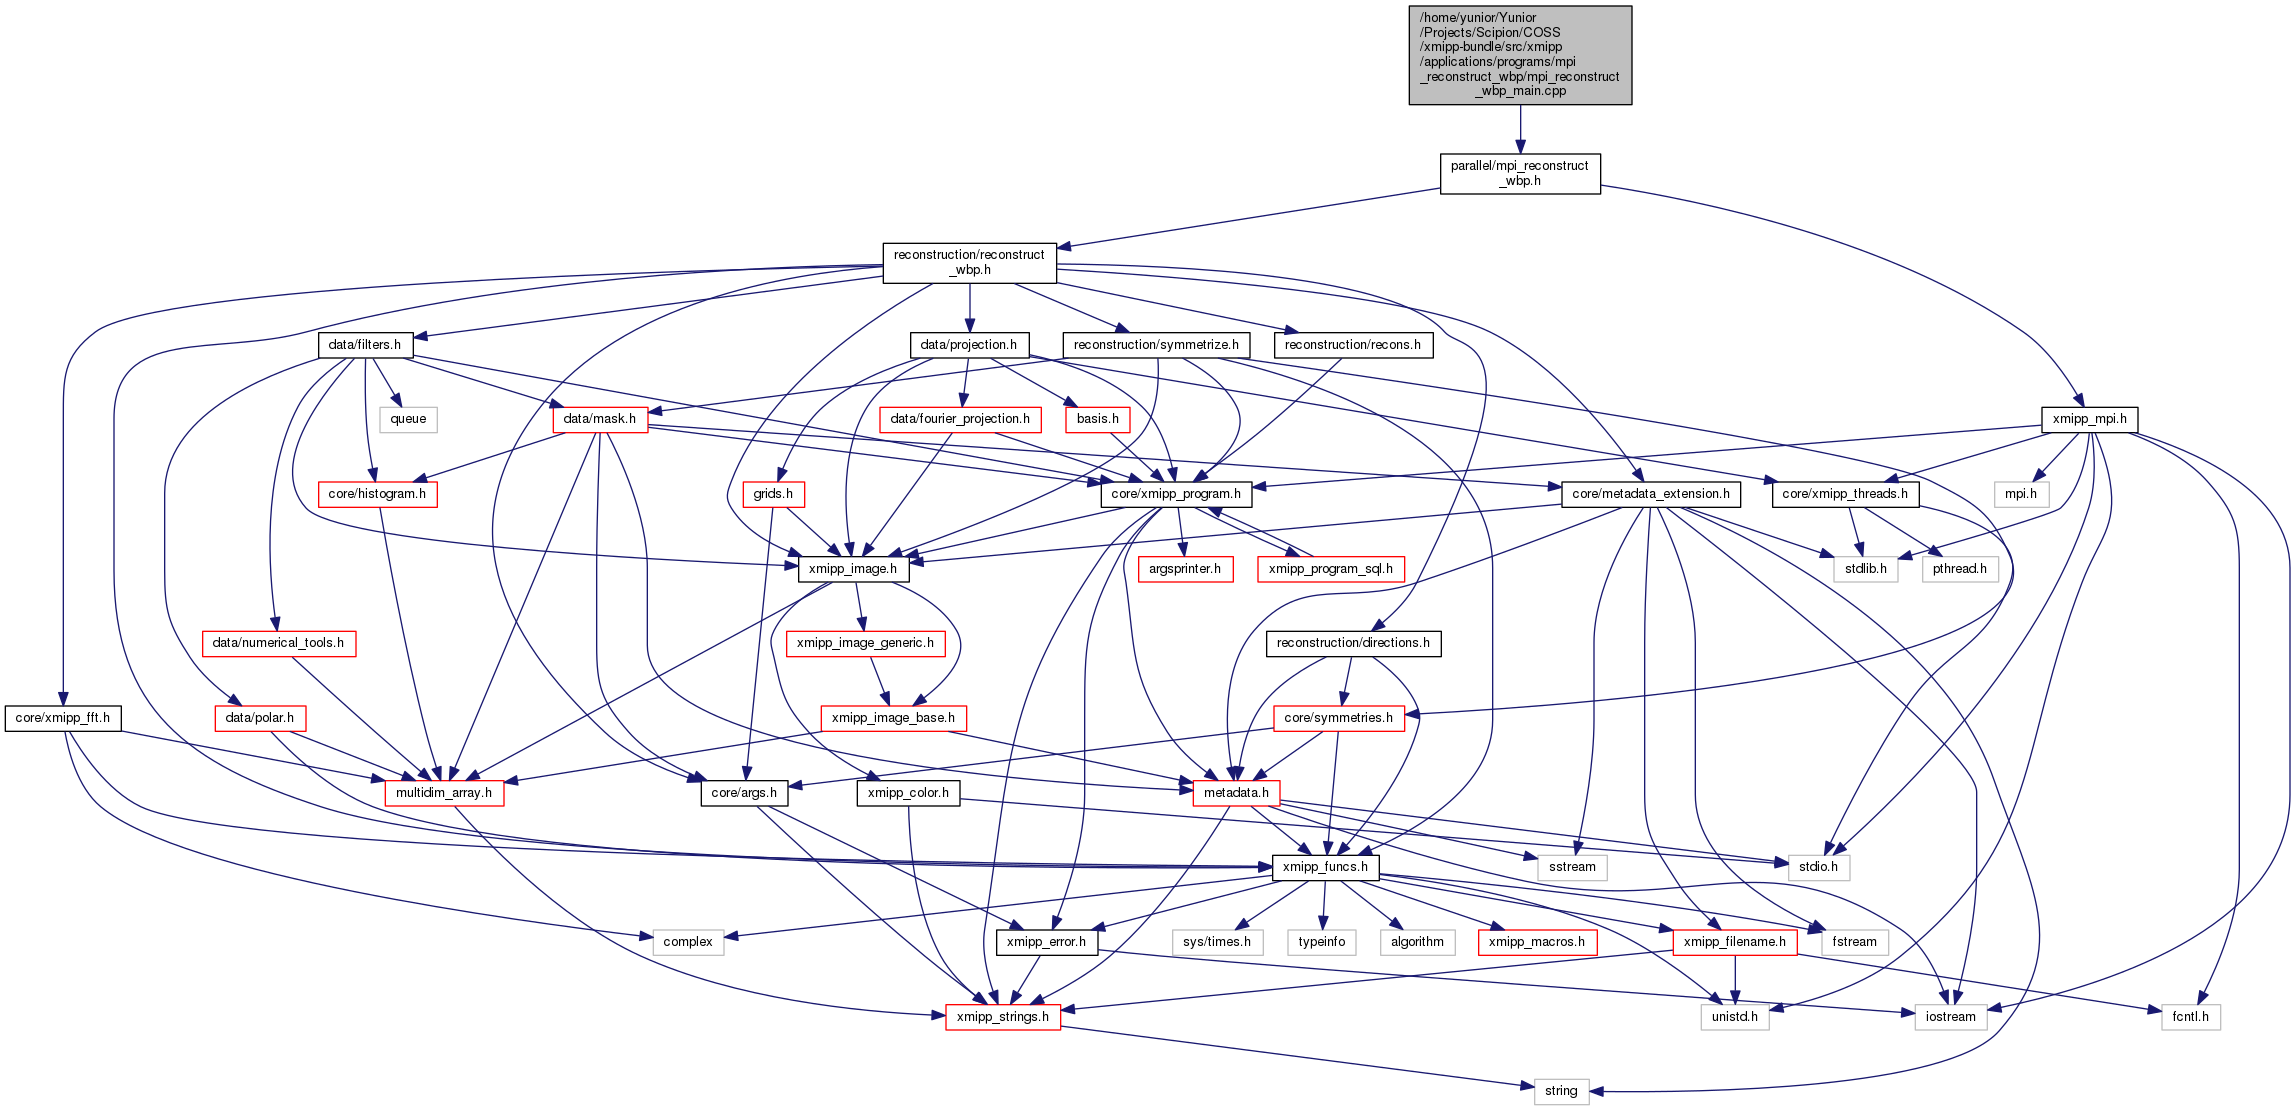 /home/yunior/Yunior
/Projects/Scipion/COSS
/xmipp-bundle/src/xmipp
/applications/programs/mpi
_reconstruct_wbp/mpi_reconstruct
_wbp_main.cpp
parallel/mpi_reconstruct
_wbp.h
reconstruction/reconstruct
_wbp.h
data/filters.h
data/projection.h
reconstruction/symmetrize.h
reconstruction/recons.h
queue
data/mask.h
data/fourier_projection.h
basis.h
xmipp_mpi.h
core/histogram.h
grids.h
core/xmipp_program.h
core/metadata_extension.h
core/xmipp_threads.h
mpi.h
xmipp_image.h
argsprinter.h
xmipp_program_sql.h
stdlib.h
pthread.h
data/numerical_tools.h
xmipp_image_generic.h
reconstruction/directions.h
core/xmipp_fft.h
data/polar.h
xmipp_image_base.h
core/symmetries.h
multidim_array.h
core/args.h
xmipp_color.h
metadata.h
xmipp_funcs.h
sstream
stdio.h
complex
xmipp_error.h
sys/times.h
typeinfo
algorithm
xmipp_macros.h
xmipp_filename.h
fstream
xmipp_strings.h
unistd.h
iostream
fcntl.h
string